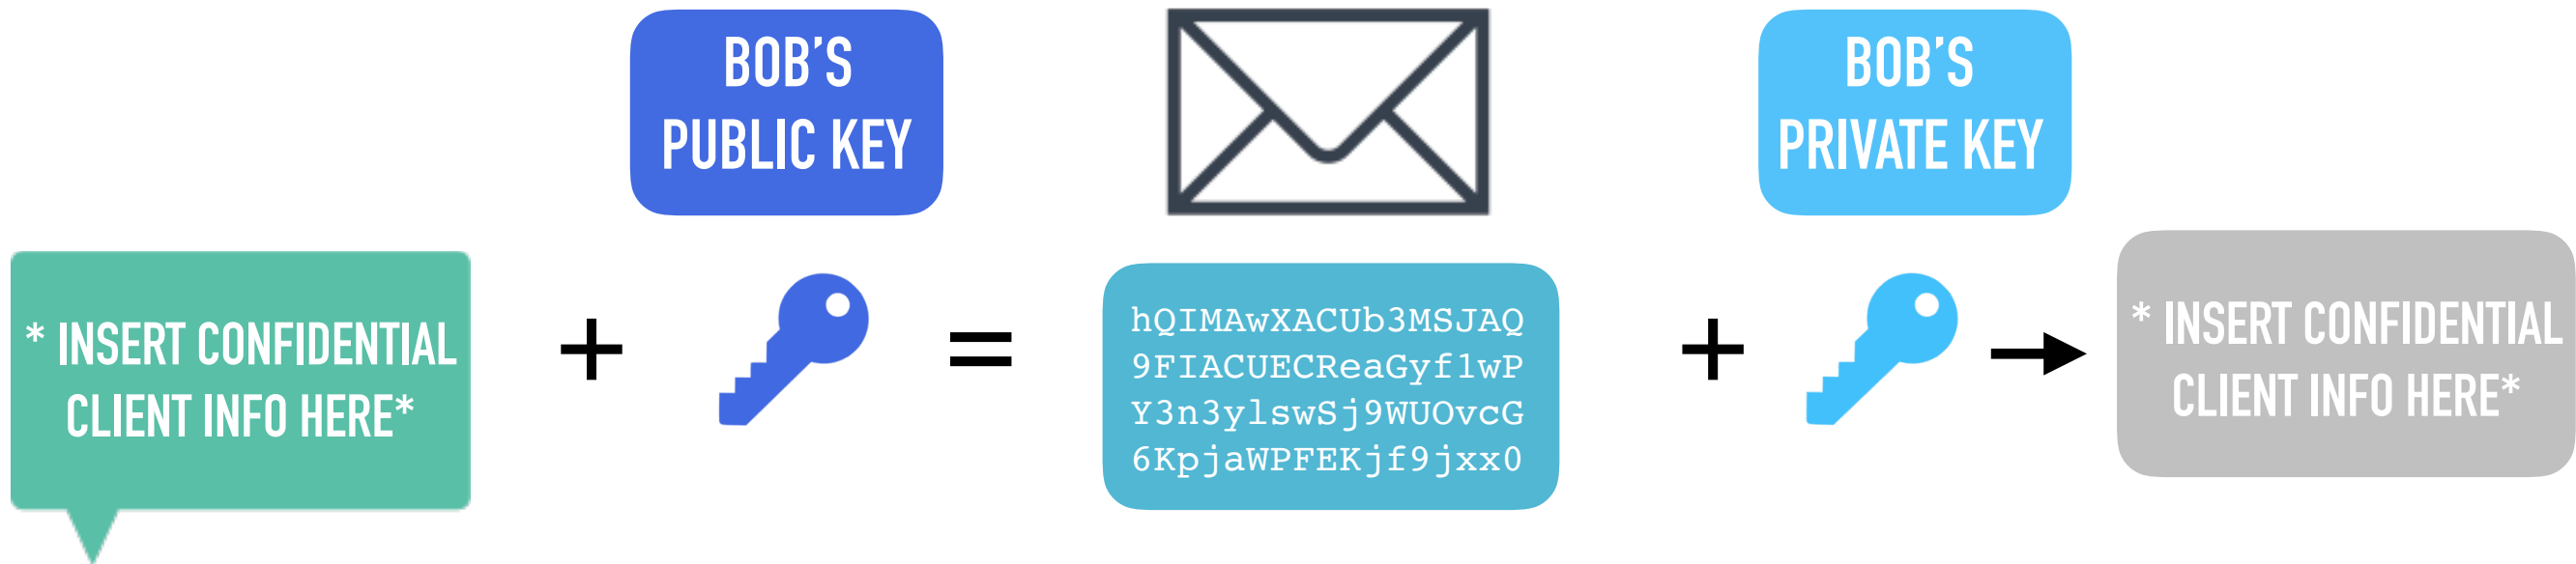 BOB'S
PUBLIC KEY
BOB'S
PRIVATE KEY
* INSERT CONFIDENTIAL
CLIENT INFO HERE*
+
=
hQIMAwXACUb3MSJAQ
9FIACUECReaGyf1wP
Y3n3ylswSj9WUOvcG
6KpjaWPFEKjf9jxx0
+
* INSERT CONFIDENTIAL
CLIENT INFO HERE*